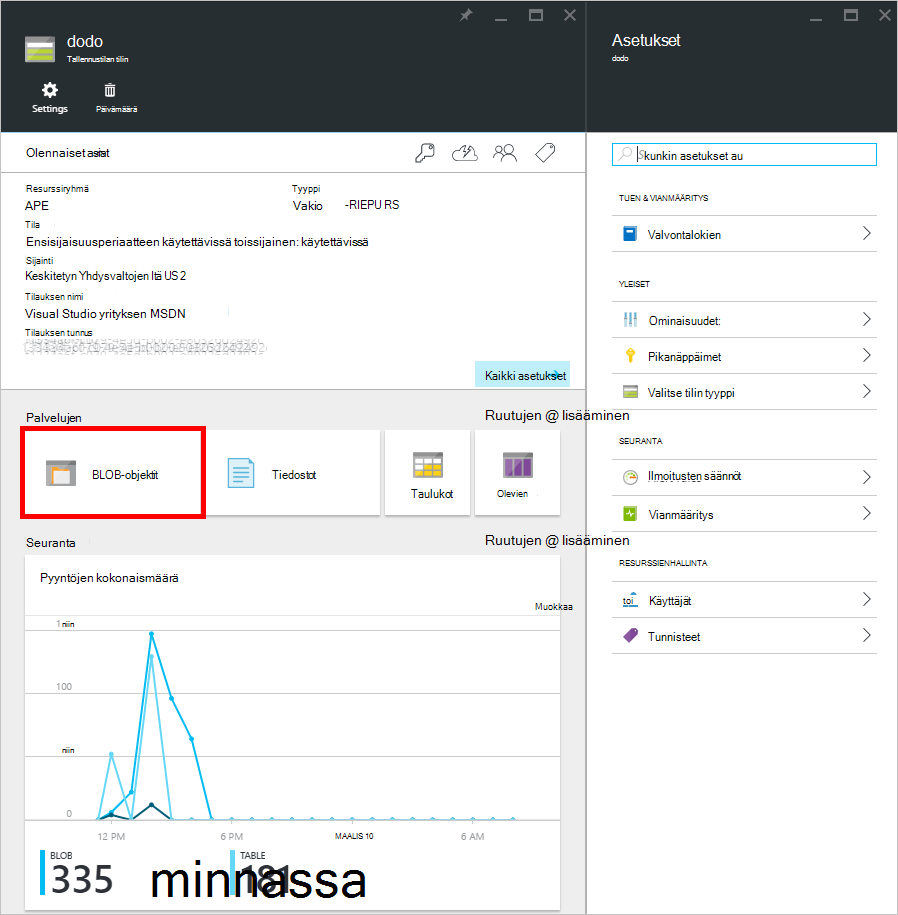 dodo
Tallennustilan tilin
Settings
Päivämäärä
Olennaiset
Resurssiryhmä
APE
Tyyppi
Vakio -RIEPU RS
Tila
Ensisijaisuusperiaatteen käytettävissä toissijainen: käytettävissä
Sijainti
Keskitetyn Yhdysvaltojen Itä US 2
Tilauksen nimi
Visual Studio yrityksen MSDN
Tilauksen tunnus
Kaikki asetukset
Palvelujen
Ruutujen @ lisääminen
BLOB-objektit
Tiedostot
Taulukot
Olevien
Seuranta
Ruutujen @ lisääminen
Pyyntöjen kokonaismäärä
Muokkaa
1 niin
100
niin
0
12 PM
6 PM
MAALIS 10
6 AM
BLOB
335
minnassa
TABLE
181
Asetukset
dodo
Skunkin asetukset au
TUEN & VIANMÄÄRITYS
Valvontalokien
YLEISET
Ominaisuudet:
Pikanäppäimet
Valitse tilin tyyppi
SEURANTA
Ilmoitusten säännöt
Vianmääritys
RESURSSIENHALLINTA
toi
Käyttäjät
Tunnisteet